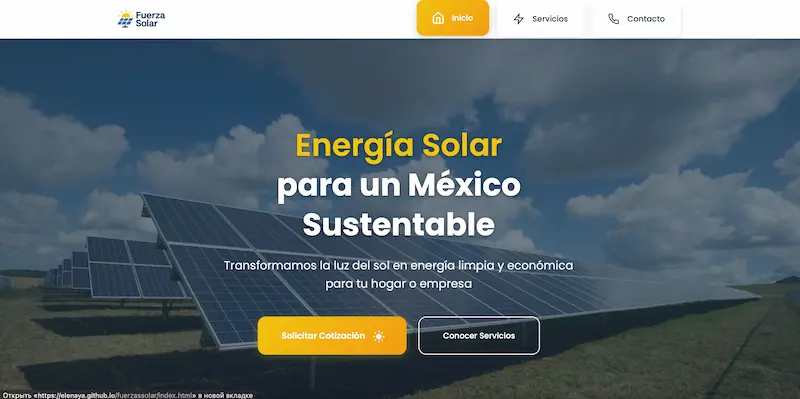 Fuerza
Solar
Inicio
Servicios
Contacto
Energía Solar
para un México
Sustentable
Transformamos la luz del sol en energía limpia y económica
para tu hogar o empresa
Solicitar Cotización
Conocer Servicios
Открыть «https://elenaya.github.io/fuerzassolar/index.html» в новой вкладке